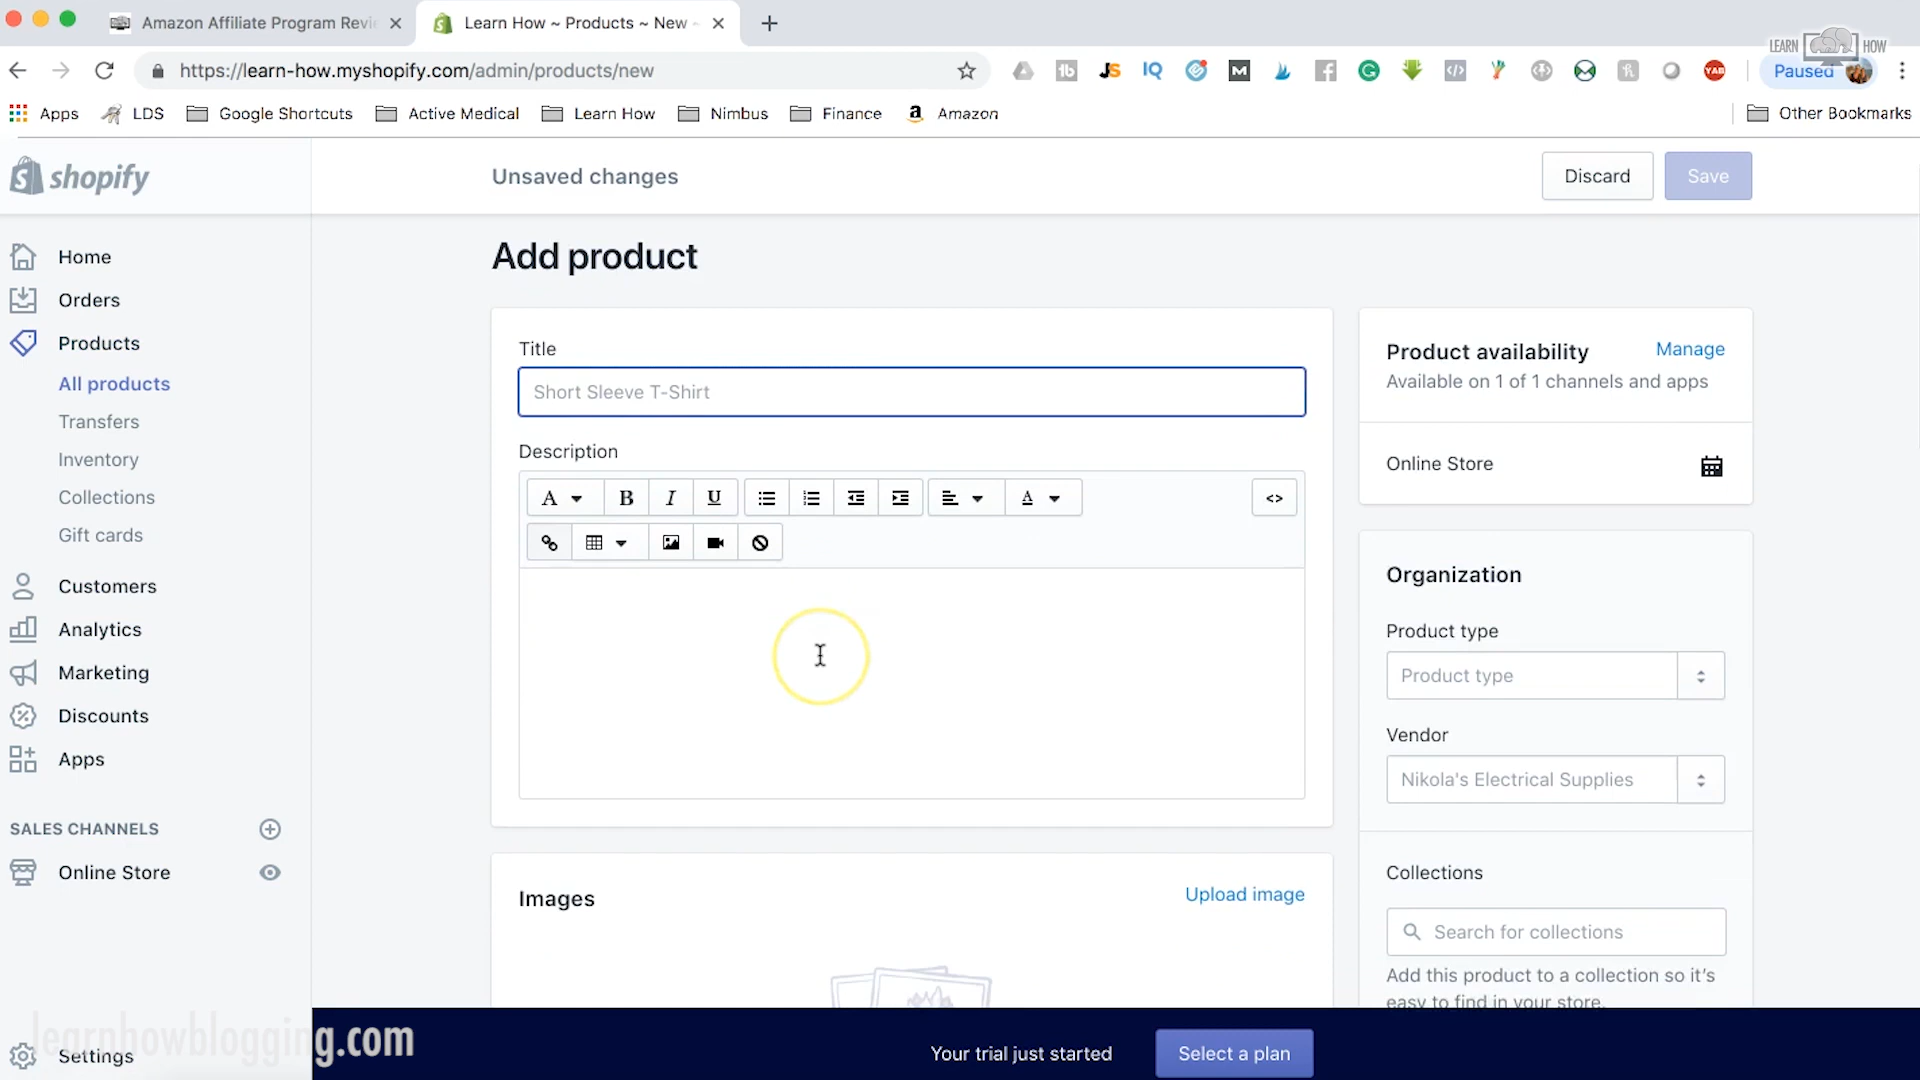 Amazon Affiliate Program Revi
Learn How ~ Products ~ New ~
LEARN HOW
https://learn-how.myshopify.com/admin/products/new
Paused
Apps
LDS
Google Shortcuts
Active Medical
Learn How
Nimbus
Finance
Amazon
Other Bookmarks
shopify
Unsaved changes
Discard
Save
Home
Orders
Products
All products
Transfers
Inventory
Collections
Gift cards
Customers
Analytics
Marketing
Discounts
Apps
SALES CHANNELS
Online Store
Settings
learnhowblogging.com
Add product
Title
Short Sleeve T-Shirt
Description
A B I U A <>
Images
Upload image
Product availability
Manage
Available on 1 of 1 channels and apps
Online Store
Organization
Product type
Product type
Vendor
Nikola's Electrical Supplies
Collections
Search for collections
Add this product to a collection so it's
easy to find in your store.
Your trial just started
Select a plan